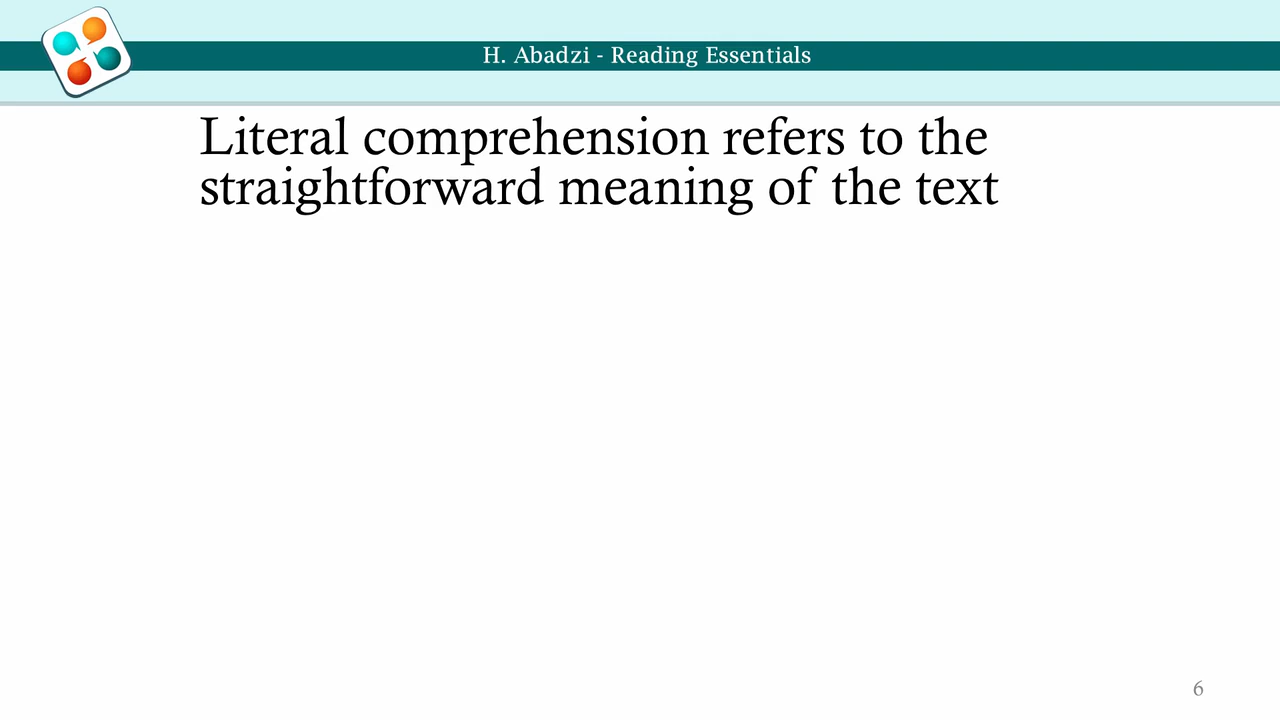 H. Abadzi - Reading Essentials
Literal comprehension refers to the
straightforward meaning of the text
6